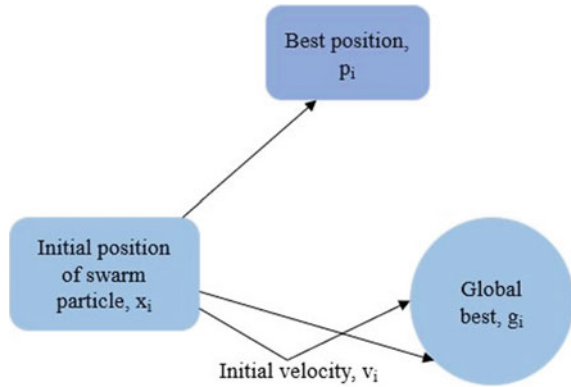 Best position,
pᵢ
Initial position
of swarm
particle, xᵢ
Global
best, gᵢ
Initial velocity, vᵢ